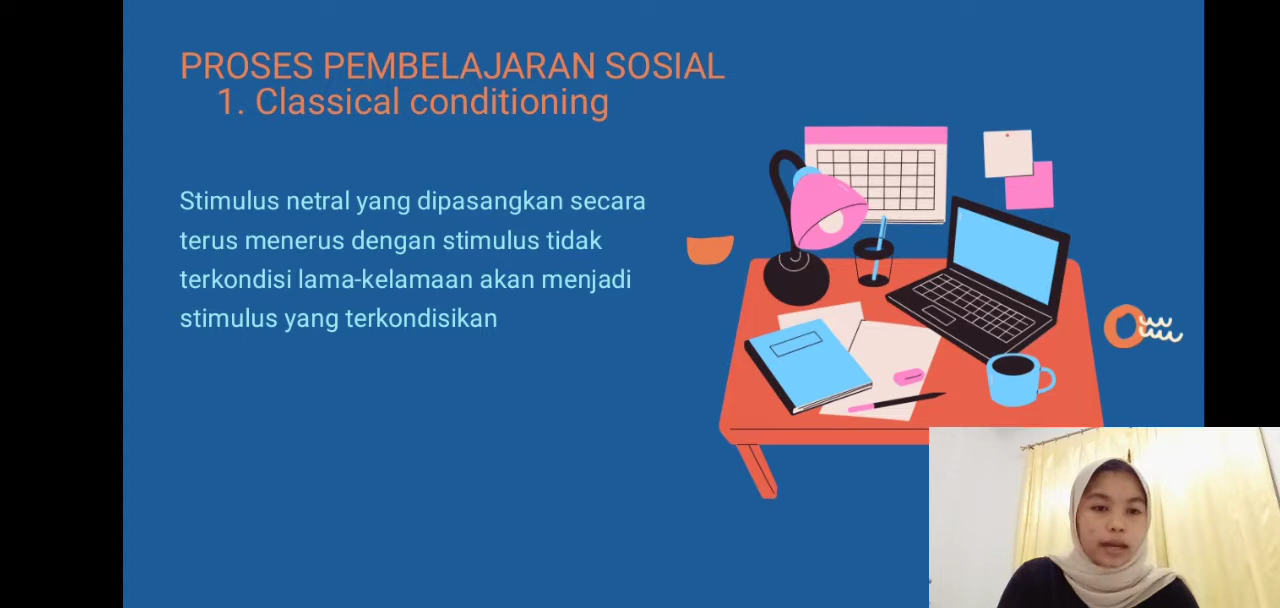 PROSES PEMBELAJARAN SOSIAL
1. Classical conditioning
Stimulus netral yang dipasangkan secara
terus menerus dengan stimulus tidak
terkondisi lama-kelamaan akan menjadi
stimulus yang terkondisikan